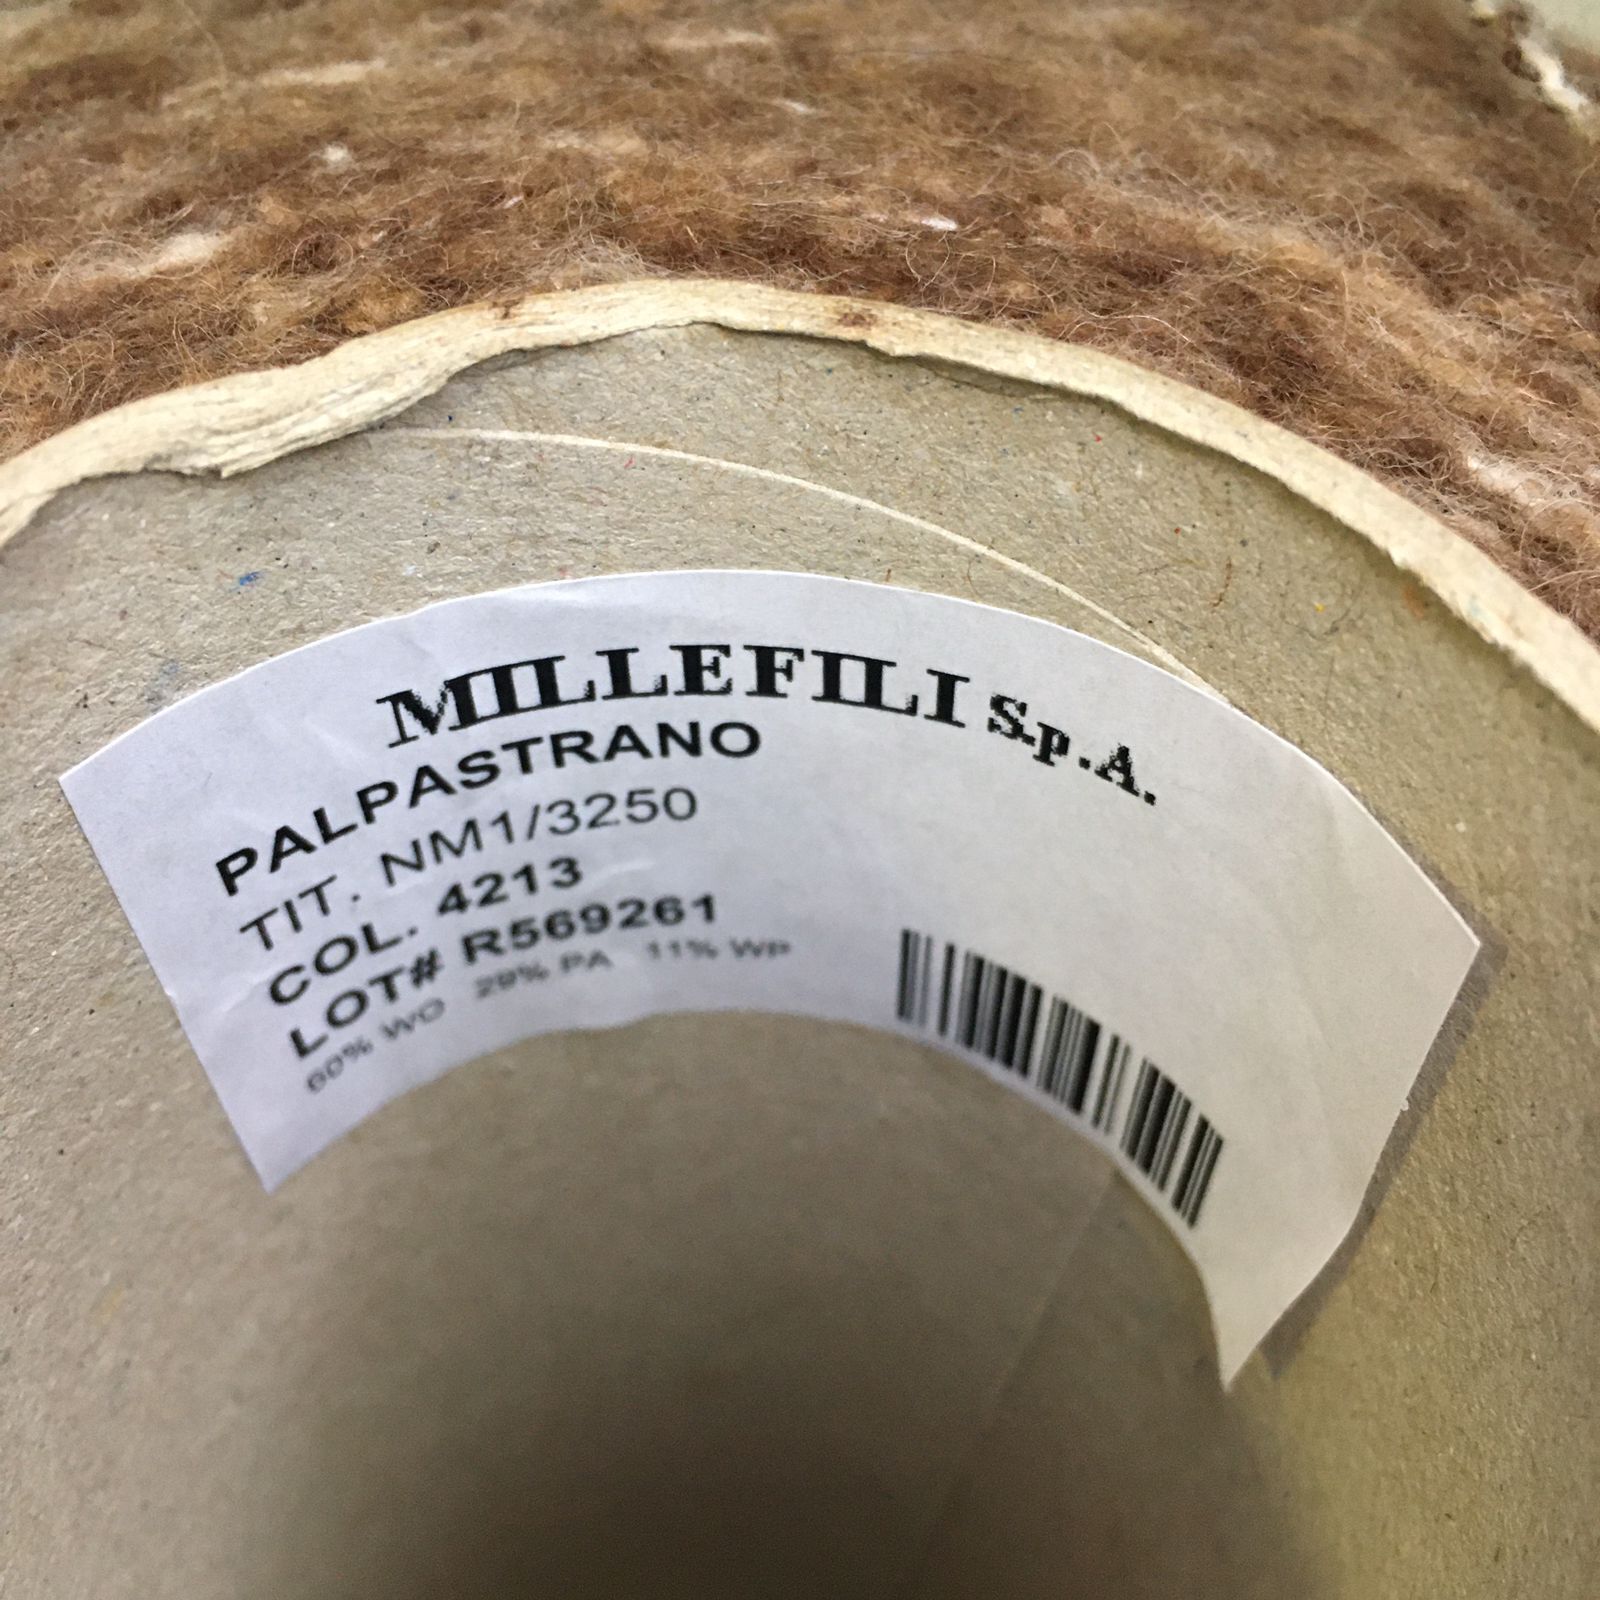 MILLEFILI S.p.A.
PALPASTRANO
TIT. NM1/3250
COL. 4213
LOT# R569261
60% WO 29% PA 11% WP